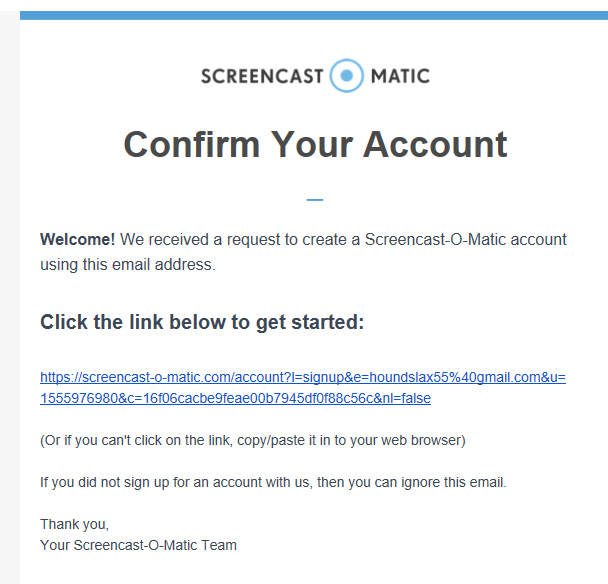 SCREENCAST MATIC
Confirm Your Account
Welcome! We received a request to create a Screencast-O-Matic account
using this email address.
Click the link below to get started:
https://screencast-o-matic.com/account?l=signup&e=houndslax55%40gmail.com&u=
1555976980&c=16f06cacbe9feae00b7945df0f88c56c&nl=false
(Or if you can't click on the link, copy/paste it in to your web browser)
If you did not sign up for an account with us, then you can ignore this email.
Thank you,
Your Screencast-O-Matic Team